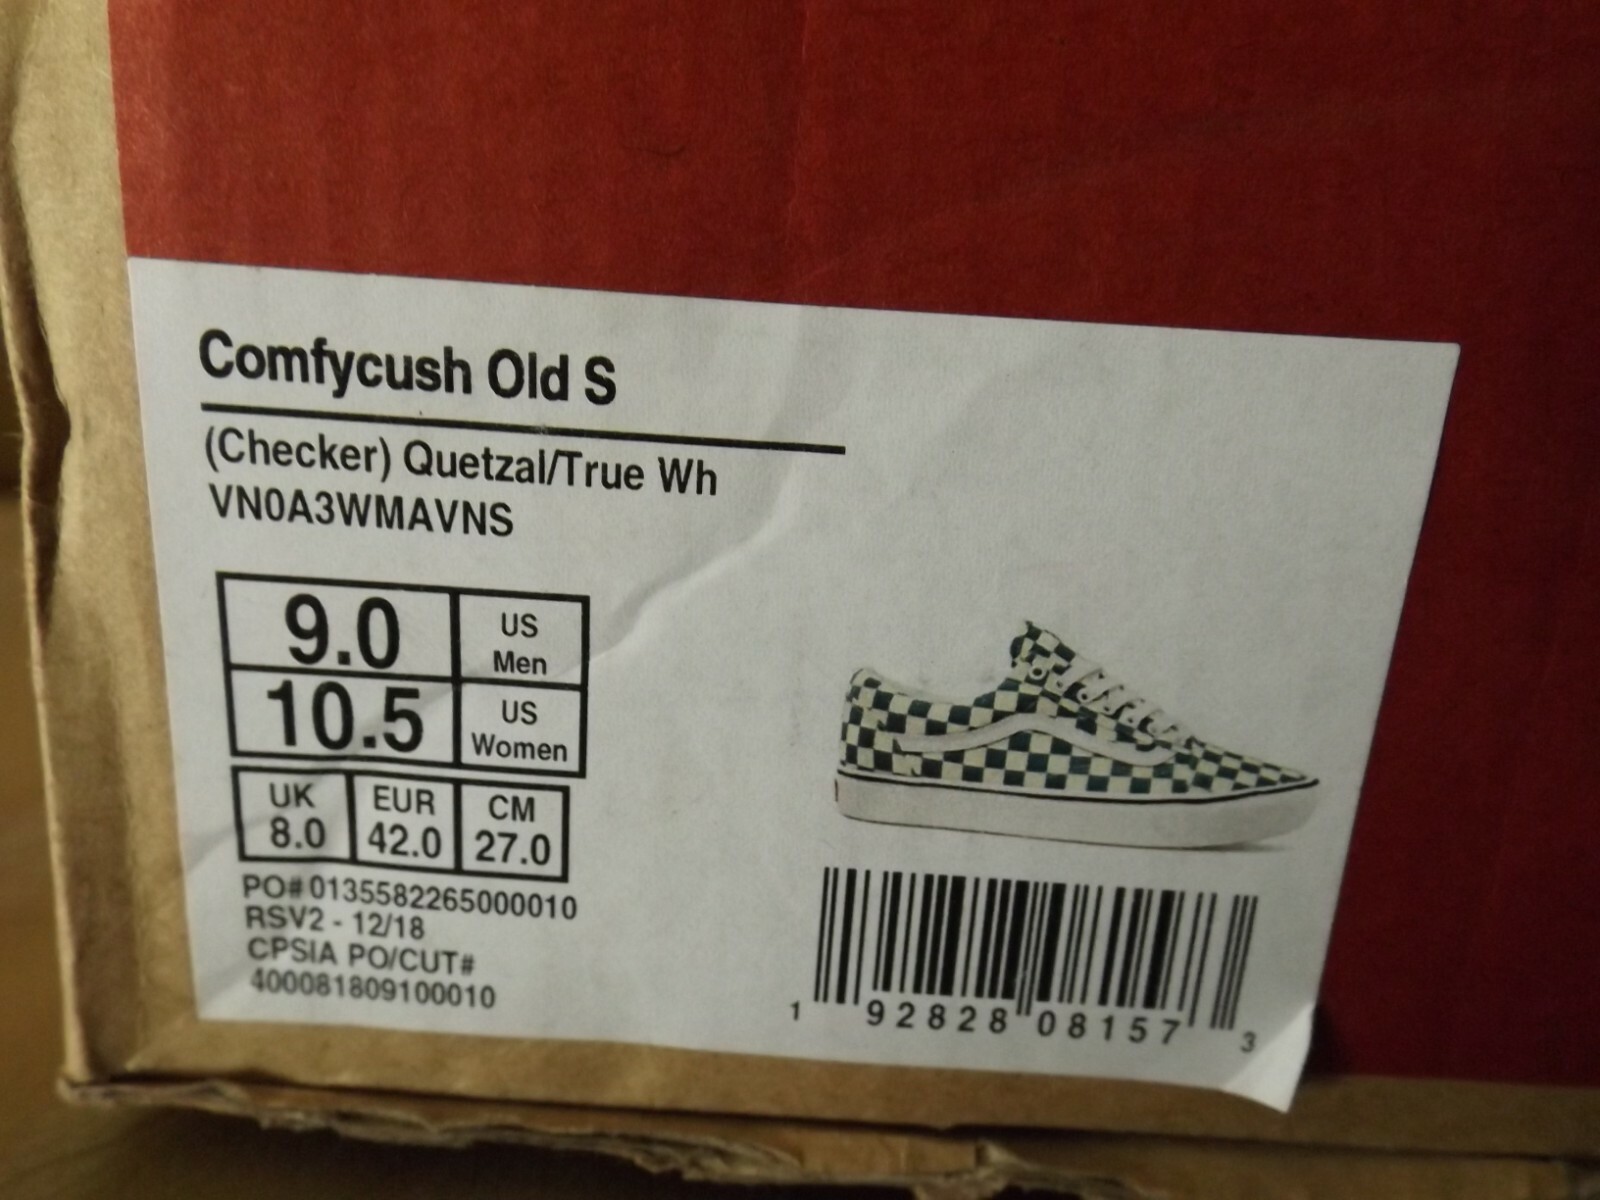 Comfycush Old S
(Checker) Quetzal/True Wh
VN0A3WMAVNS
9.0 US Men
10.5 US Women
UK 8.0
EUR 42.0
CM 27.0
PO# 0135582265000010
RSV2 - 12/18
CPSIA PO/CUT#
400081809100010
1 92828 08157 3